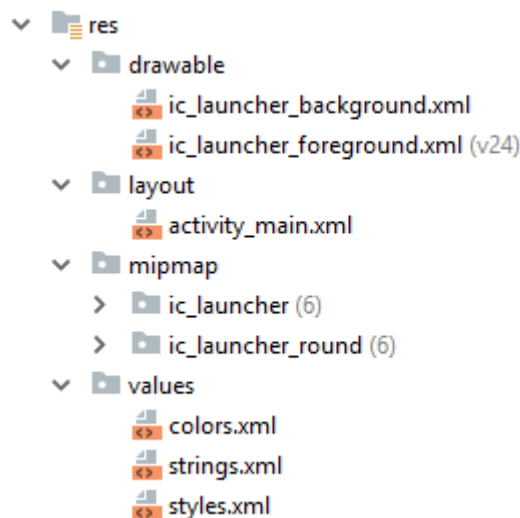 res
drawable
ic_launcher_background.xml
ic_launcher_foreground.xml (v24)
layout
activity_main.xml
mipmap
ic_launcher (6)
ic_launcher_round (6)
values
colors.xml
strings.xml
styles.xml